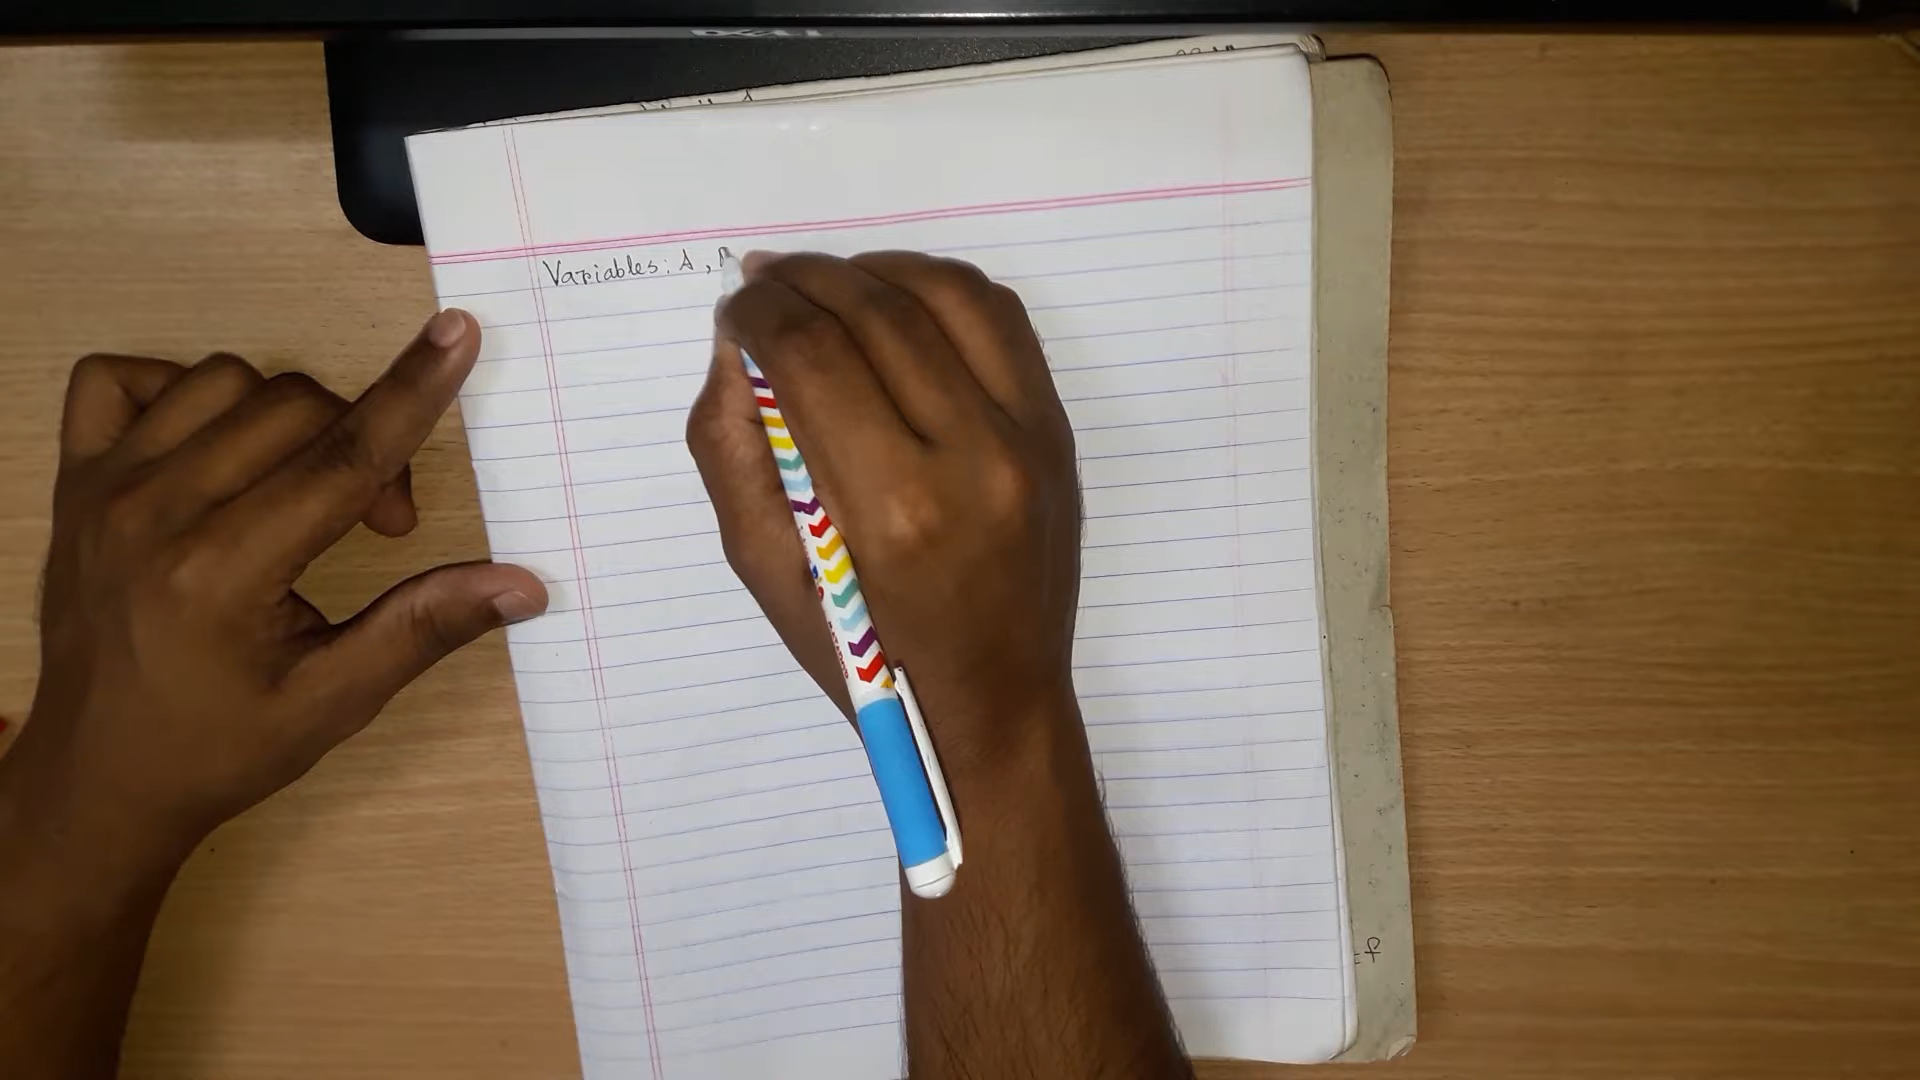 Variables: A ,
=f